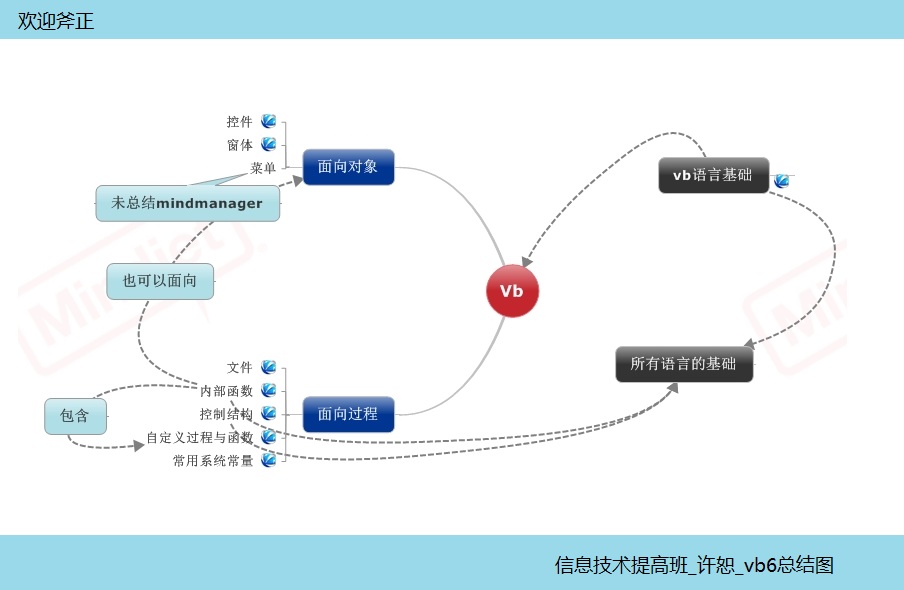 欢迎斧正
控件
窗体
菜单
面向对象
vb语言基础
未总结mindmanager
也可以面向
Vb
文件
内部函数
控制结构
自定义过程与函数
常用系统常量
面向过程
所有语言的基础
包含
信息技术提高班_许恕_vb6总结图